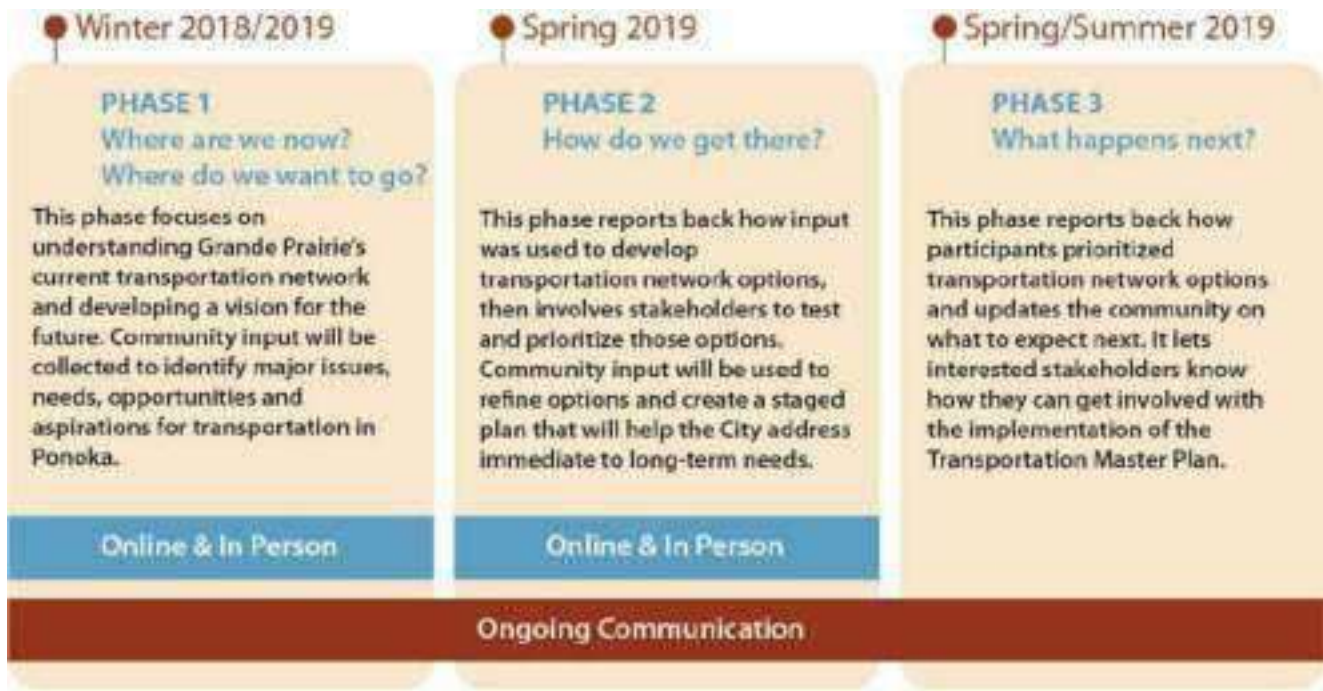 Winter 2018/2019
PHASE 1
Where are we now?
Where do we want to go?
This phase focuses on
understanding Grande Prairie's
current transportation network
and developing a vision for the
future. Community input will be
collected to identify major issues,
needs, opportunities and
aspirations for transportation in
Ponoka.
Online & In Person
Spring 2019
PHASE 2
How do we get there?
This phase reports back how input
was used to develop
transportation network options,
then involves stakeholders to test
and prioritize those options.
Community input will be used to
refine options and create a staged
plan that will help the City address
immediate to long-term needs.
Online & In Person
Spring/Summer 2019
PHASE 3
What happens next?
This phase reports back how
participants prioritized
transportation network options
and updates the community on
what to expect next. It lets
interested stakeholders know
how they can get involved with
the implementation of the
Transportation Master Plan.
Ongoing Communication